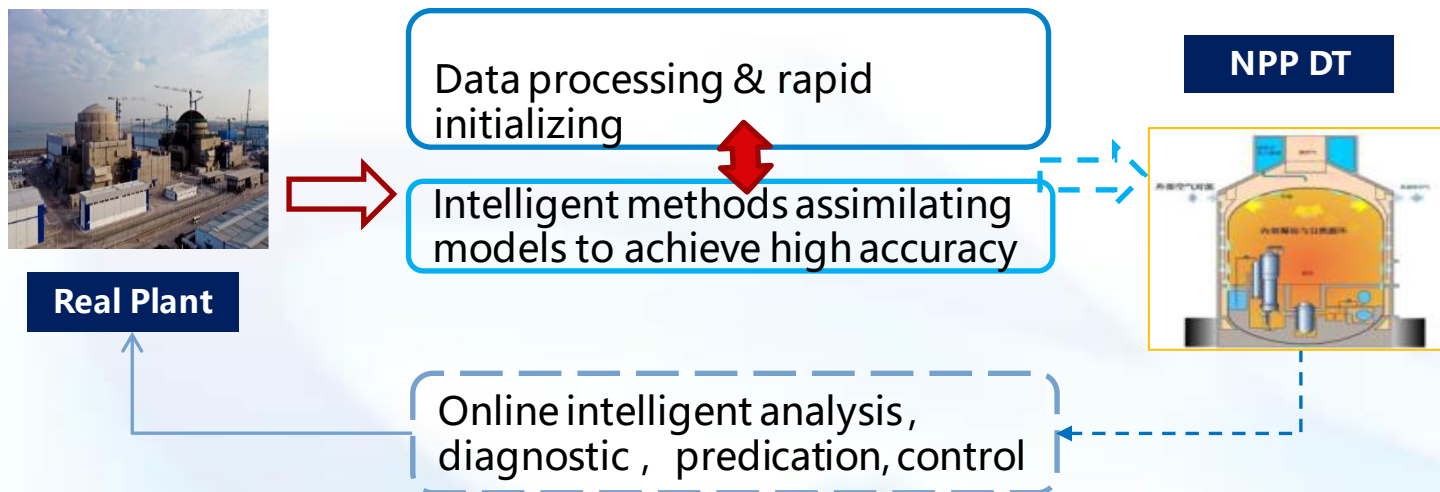 Data processing & rapid
initializing
NPP DT
Intelligent methods assimilating
models to achieve high accuracy
Real Plant
Online intelligent analysis，
diagnostic， predication, control